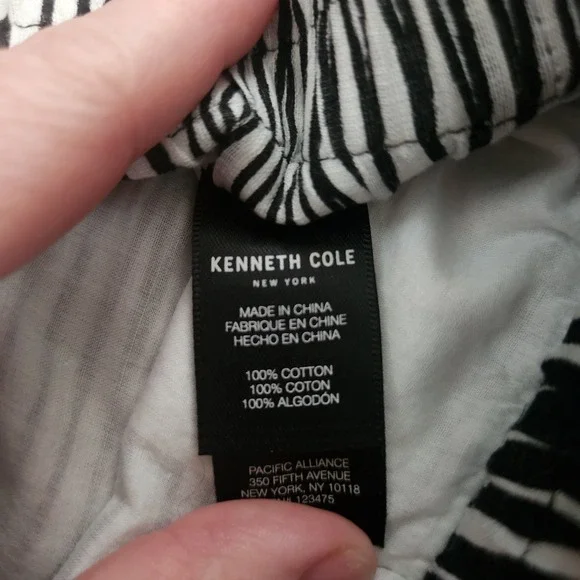 KENNETH COLE
NEW YORK
MADE IN CHINA
FABRIQUE EN CHINE
HECHO EN CHINA
100% COTTON
100% COTON
100% ALGODÓN
PACIFIC ALLIANCE
350 FIFTH AVENUE
NEW YORK, NY 10118
123475